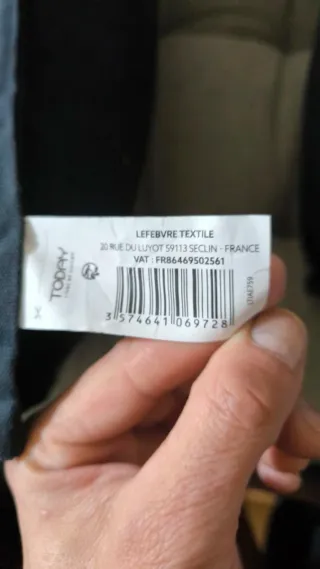 LEFEBVRE TEXTILE
20 RUE DU LUYOT 59113 SECLIN - FRANCE
VAT : FR86469502561
3 574641 069728
TODAY